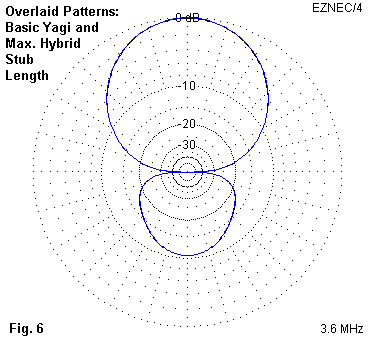 Overlaid Patterns:
Basic Yagi and
Max. Hybrid
Stub
Length
EZNEC/4
0 dB
-10
-20
-30
Fig. 6
3.6 MHz